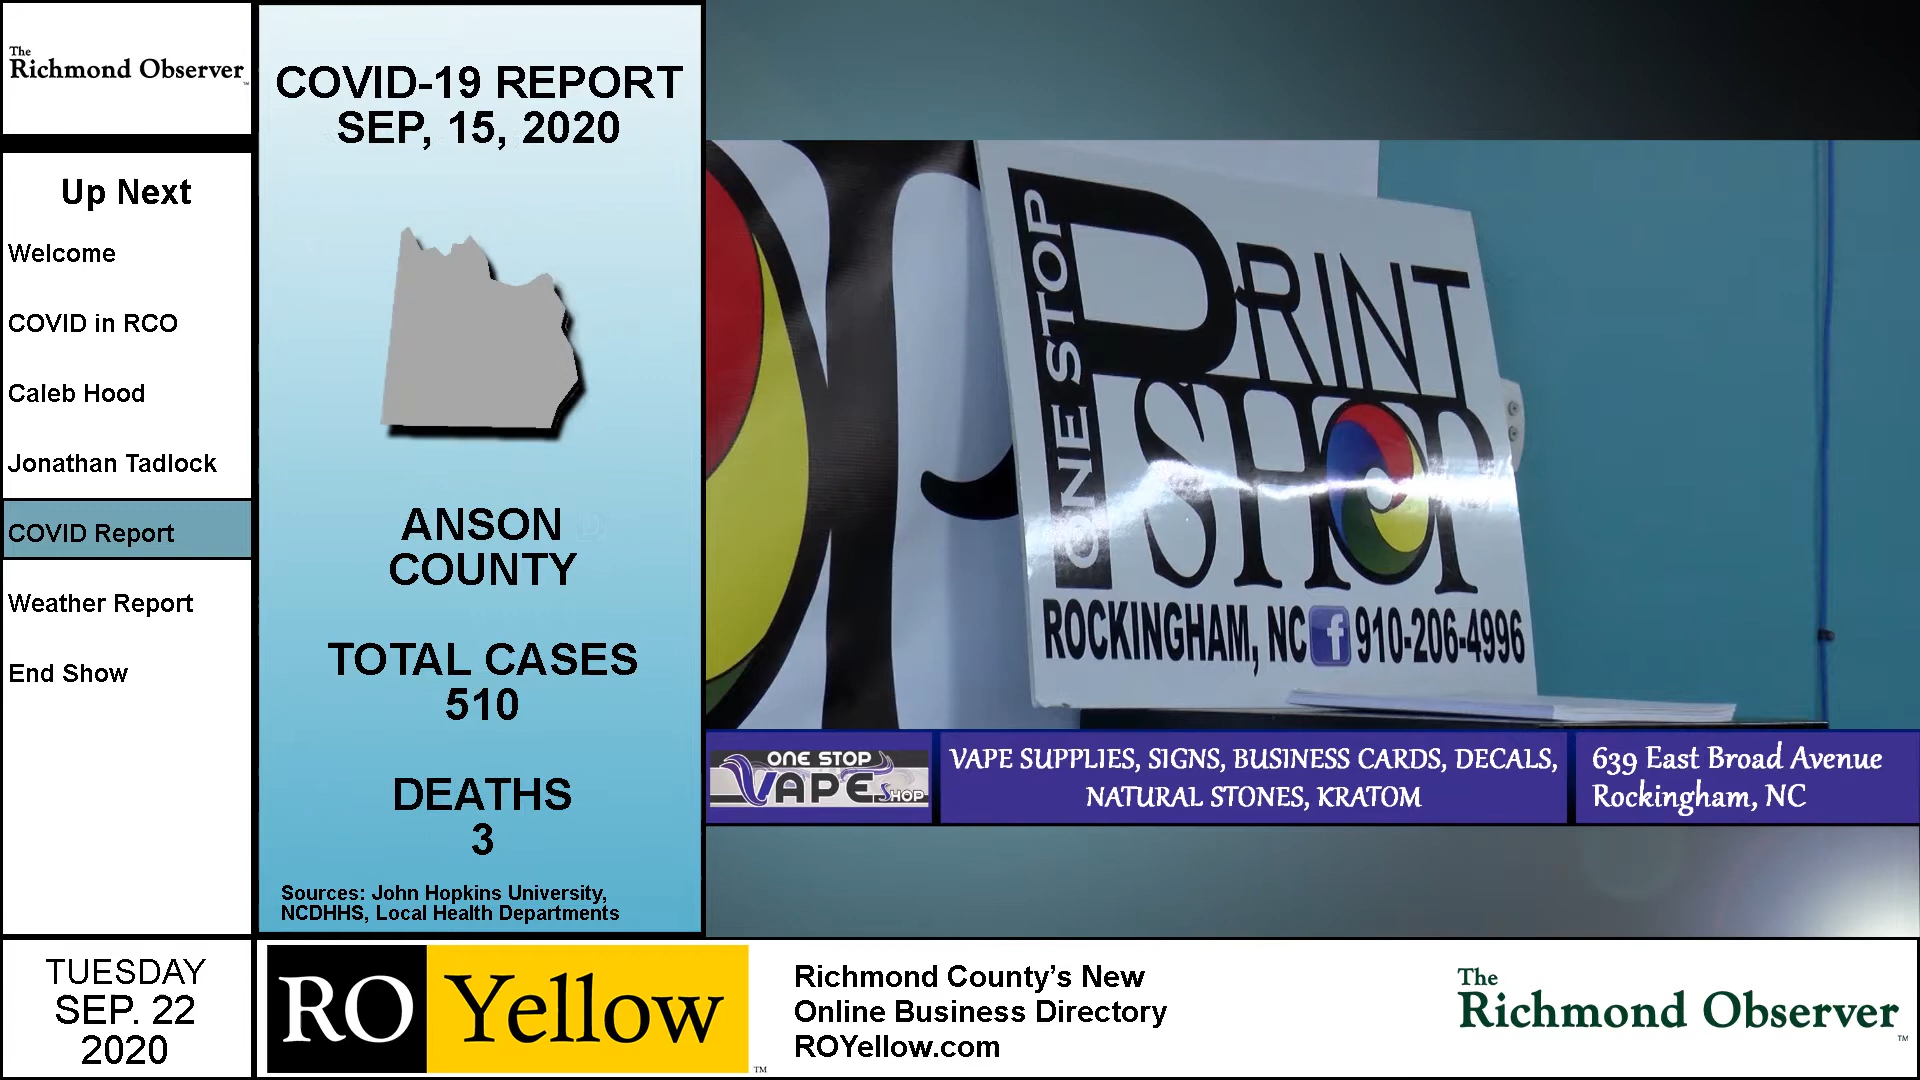 The
Richmond Observer
Up Next
Welcome
COVID in RCO
Caleb Hood
Jonathan Tadlock
COVID Report
Weather Report
End Show
TUESDAY
SEP. 22
2020
COVID-19 REPORT
SEP, 15, 2020
ANSON
COUNTY
TOTAL CASES
510
DEATHS
3
Sources: John Hopkins University,
NCDHHS, Local Health Departments
ONE STOP
PRINT
SHOP
ROCKINGHAM, NC f 910-206-4996
ONE STOP
VAPE SHOP
VAPE SUPPLIES, SIGNS, BUSINESS CARDS, DECALS,
NATURAL STONES, KRATOM
639 East Broad Avenue
Rockingham, NC
RO Yellow ™
Richmond County’s New
Online Business Directory
ROYellow.com
The
Richmond Observer
™